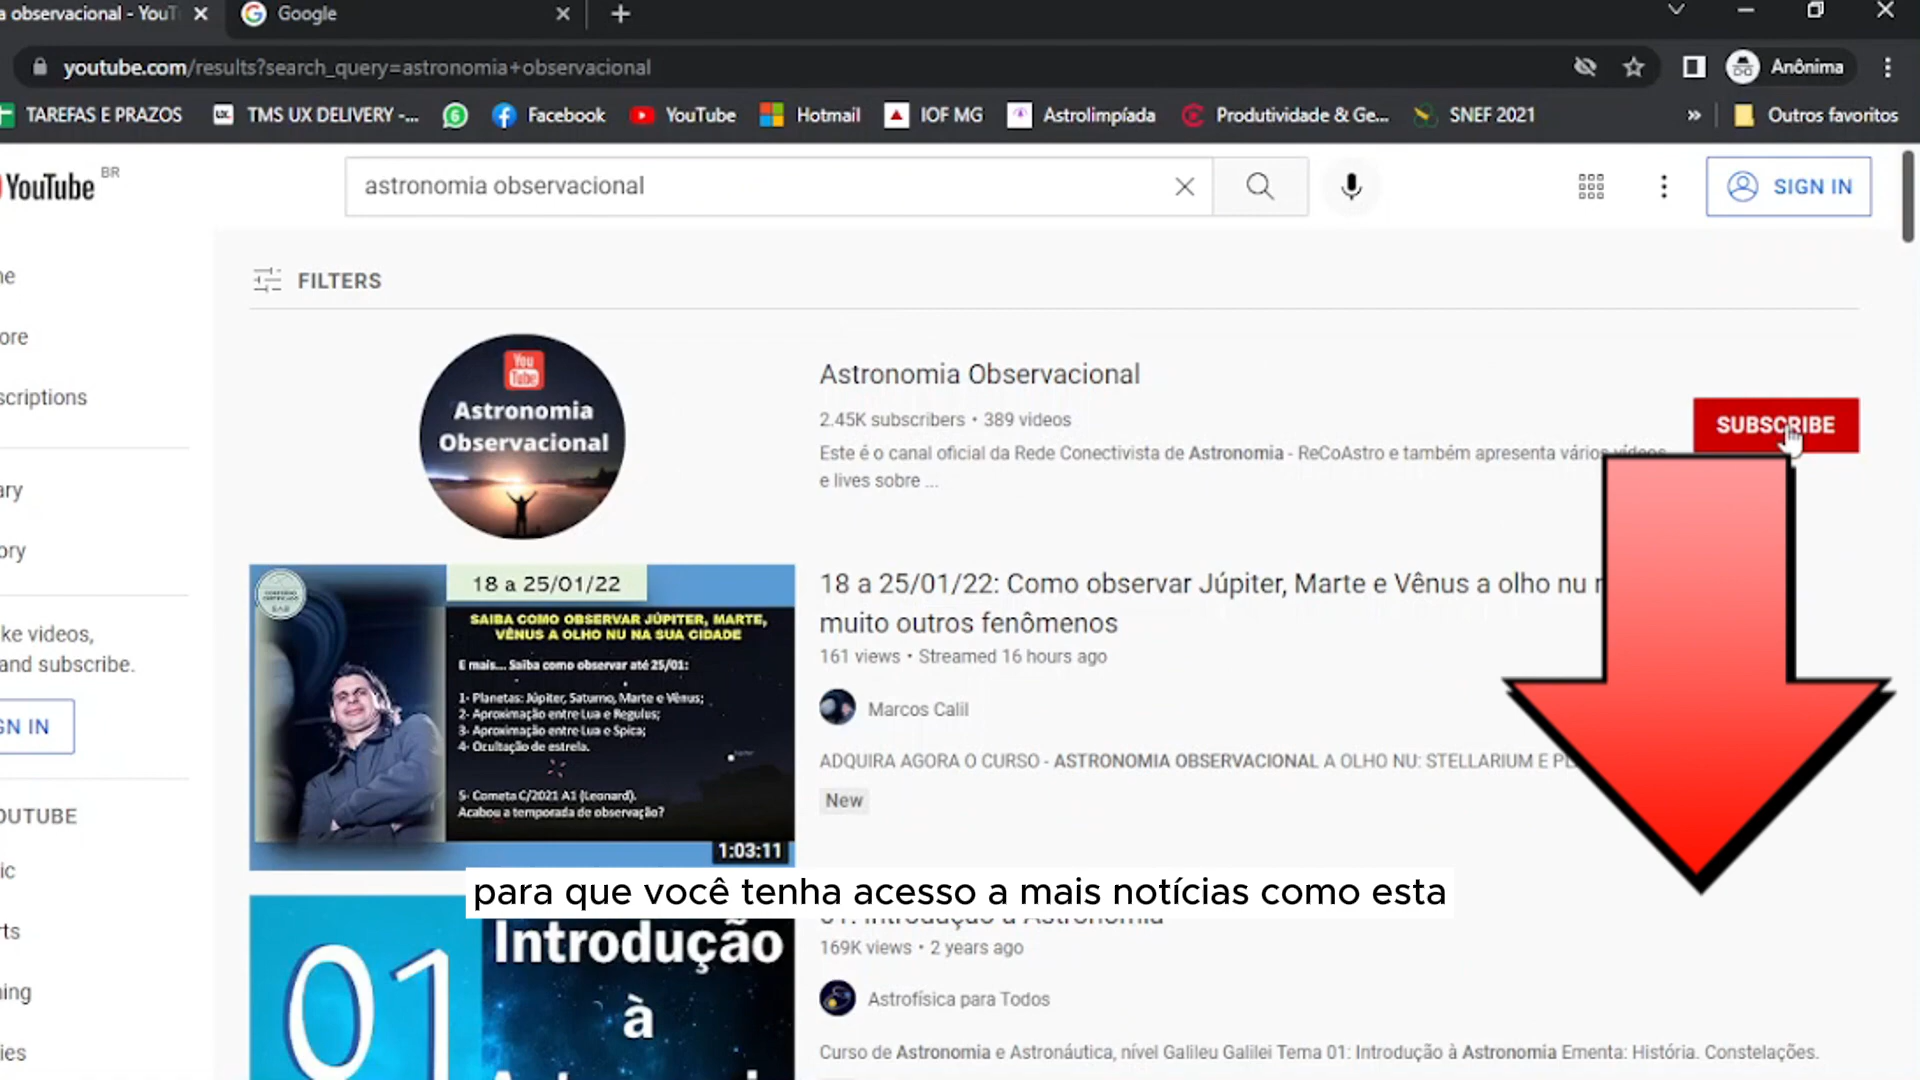 a observacional - YouT
Google
youtube.com/results?search_query=astronomia+observacional
Anônima
TAREFAS E PRAZOS
TMS UX DELIVERY -...
Facebook
YouTube
Hotmail
IOF MG
Astrolimpíada
Produtividade & Ge...
SNEF 2021
»
Outros favoritos
YouTube BR
astronomia observacional
SIGN IN
FILTERS
ne
ore
scriptions
ary
ory
ke videos,
and subscribe.
GN IN
OUTUBE
ic
rts
ning
ies
You
Tube
Astronomia
Observacional
Astronomia Observacional
2.45K subscribers • 389 videos
Este é o canal oficial da Rede Conectivista de Astronomia - ReCoAstro e também apresenta vários vídeos
e lives sobre ...
SUBSCRIBE
18 a 25/01/22
SAIBA COMO OBSERVAR JÚPITER, MARTE,
VÊNUS A OLHO NU NA SUA CIDADE
E mais... Saiba como observar até 25/01:
1- Planetas: Júpiter, Saturno, Marte e Vênus;
2- Aproximação entre Lua e Regulus;
3- Aproximação entre Lua e Spica;
4- Ocultação de estrela.
5- Cometa C/2021 A1 (Leonard).
Acabou a temporada de observação?
1:03:11
18 a 25/01/22: Como observar Júpiter, Marte e Vênus a olho nu
muito outros fenômenos
161 views • Streamed 16 hours ago
Marcos Calil
ADQUIRA AGORA O CURSO - ASTRONOMIA OBSERVACIONAL A OLHO NU: STELLARIUM E
New
para que você tenha acesso a mais notícias como esta
01
Introdução
à
01. Introdução à Astronomia
169K views • 2 years ago
Astrofísica para Todos
Curso de Astronomia e Astronáutica, nível Galileu Galilei Tema 01: Introdução à Astronomia Ementa: História. Constelações.